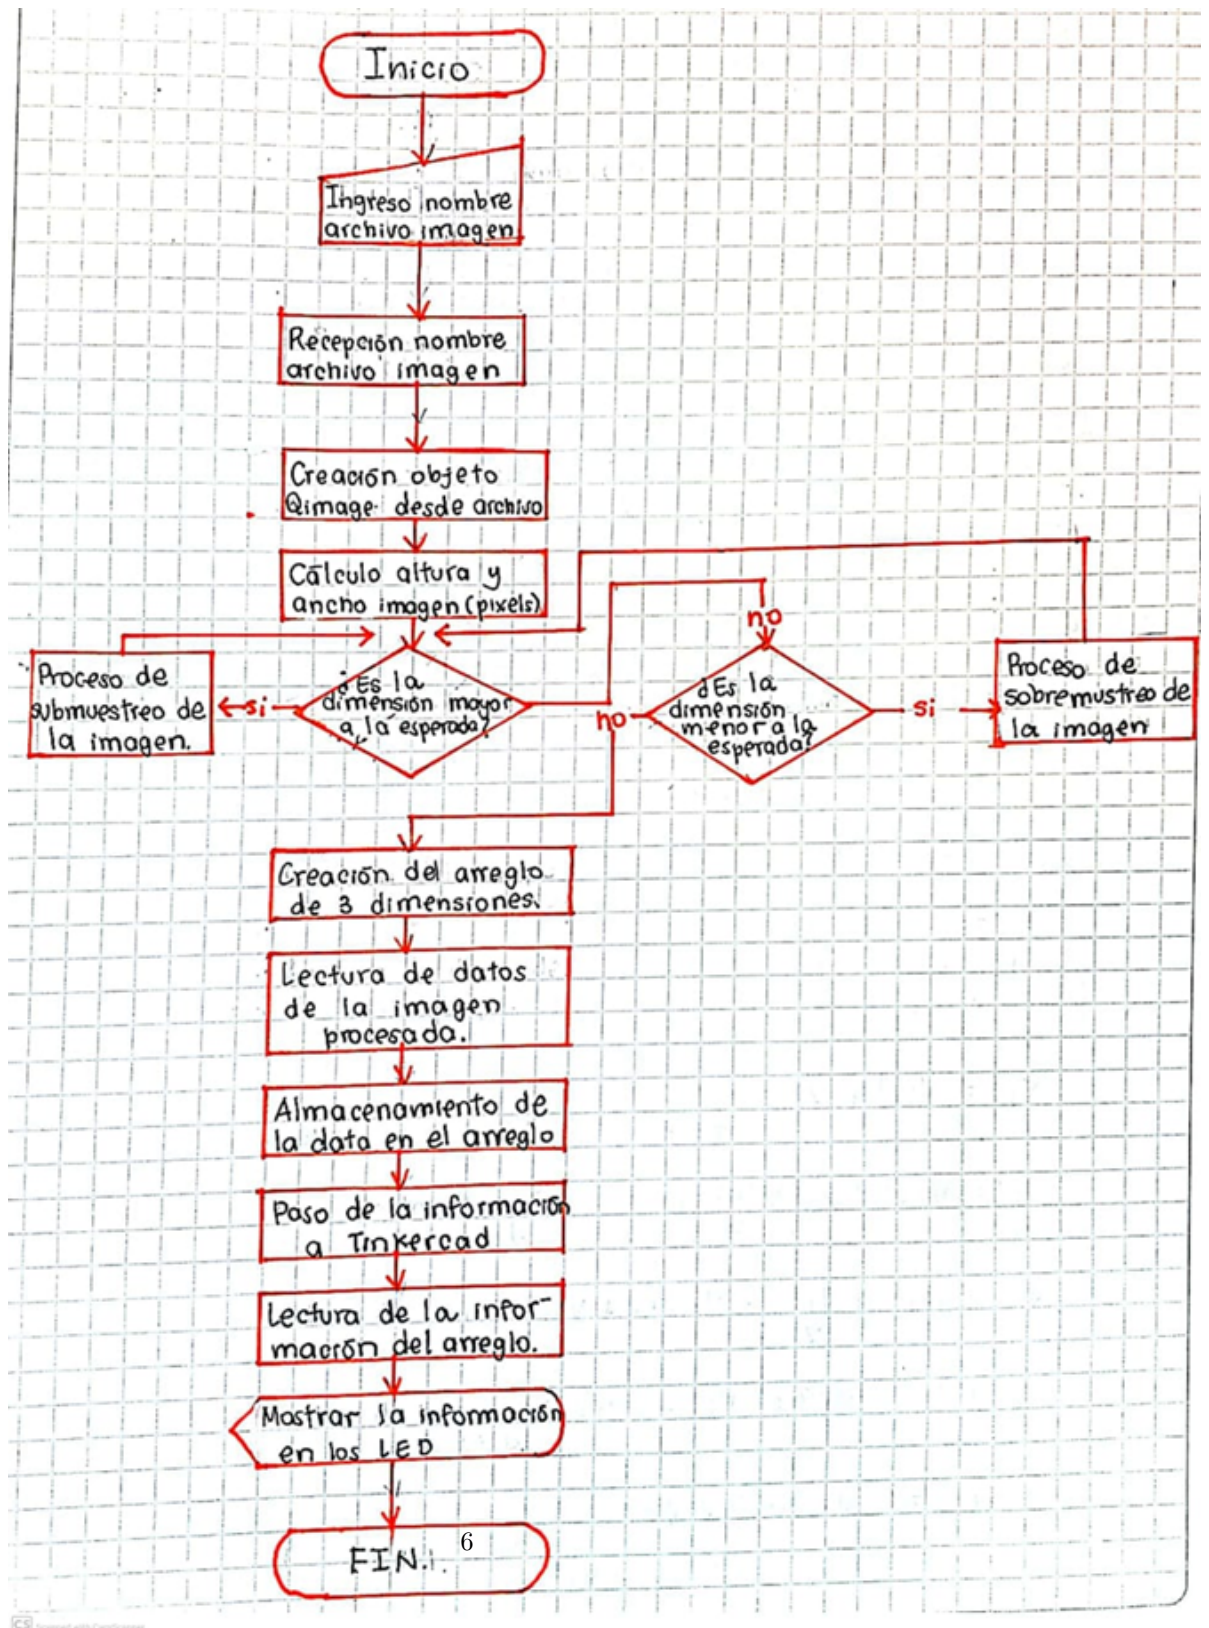 Inicio
Ingreso nombre
archivo imagen
Recepción nombre
archivo imagen
Creación objeto
Qimage desde archivo
Cálculo altura y
ancho imagen (pixels)
Proceso de
submuestreo de
la imagen.
si
¿Es la
dimensión mayor
a la esperada?
no
no
¿Es la
dimensión
menor a la
esperada?
si
Proceso de
sobremustreo de
la imagen
Creación del arreglo
de 3 dimensiones.
Lectura de datos
de la imagen
procesada.
Almacenamiento de
la data en el arreglo
Paso de la información
a Tinkercad
Lectura de la infor-
mación del arreglo.
Mostrar la información
en los LED
6
FIN.
CS